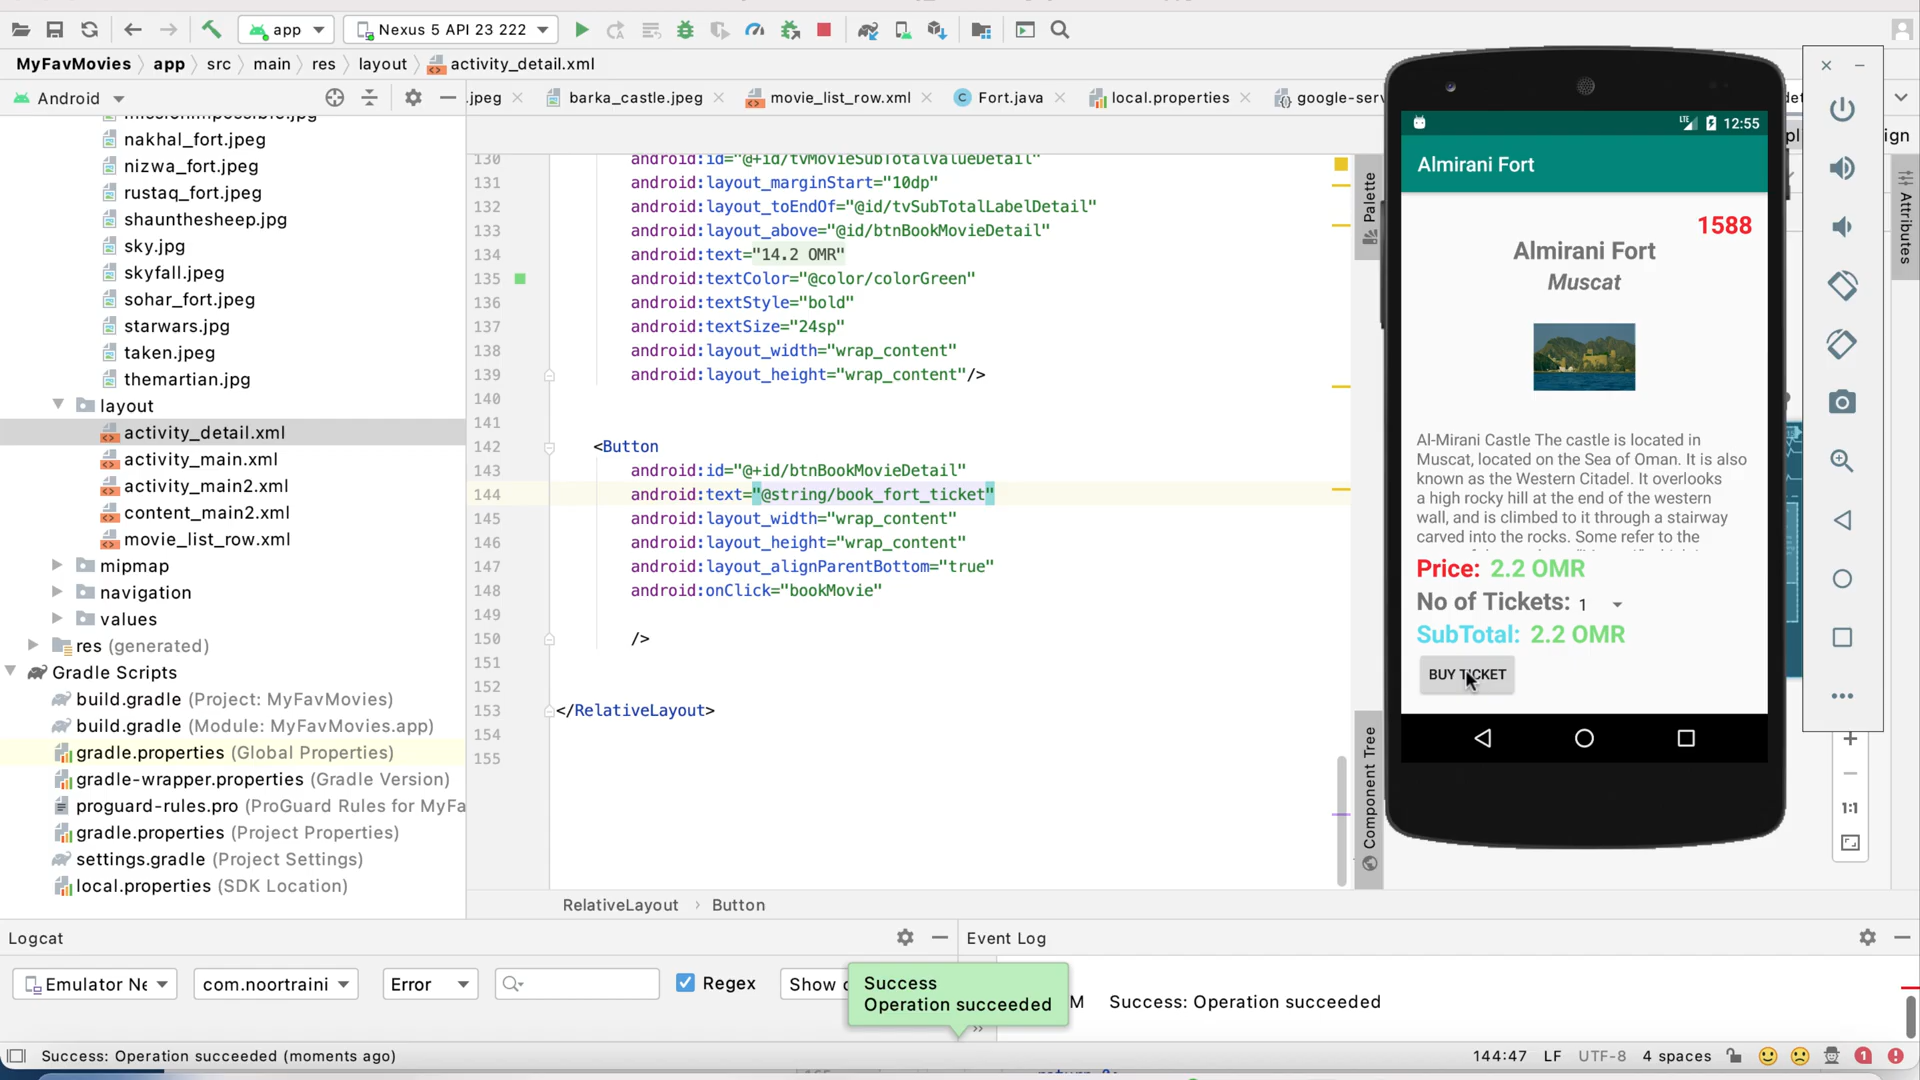 app
Nexus 5 API 23 222
MyFavMovies
app
src
main
res
layout
activity_detail.xml
Android
.jpeg
barka_castle.jpeg
movie_list_row.xml
Fort.java
local.properties
google-serv
missionimpossible.jpg
nakhal_fort.jpeg
nizwa_fort.jpeg
rustaq_fort.jpeg
shaunthesheep.jpg
sky.jpg
skyfall.jpeg
sohar_fort.jpeg
starwars.jpg
taken.jpeg
themartian.jpg
layout
activity_detail.xml
activity_main.xml
activity_main2.xml
content_main2.xml
movie_list_row.xml
mipmap
navigation
values
res (generated)
Gradle Scripts
build.gradle (Project: MyFavMovies)
build.gradle (Module: MyFavMovies.app)
gradle.properties (Global Properties)
gradle-wrapper.properties (Gradle Version)
proguard-rules.pro (ProGuard Rules for MyFa
gradle.properties (Project Properties)
settings.gradle (Project Settings)
local.properties (SDK Location)
130 android:id="@+id/tvMovieSubTotalValueDetail"
131 android:layout_marginStart="10dp"
132 android:layout_toEndOf="@id/tvSubTotalLabelDetail"
133 android:layout_above="@id/btnBookMovieDetail"
134 android:text="14.2 OMR"
135 android:textColor="@color/colorGreen"
136 android:textStyle="bold"
137 android:textSize="24sp"
138 android:layout_width="wrap_content"
139 android:layout_height="wrap_content"/>
140
141
142 <Button
143 android:id="@+id/btnBookMovieDetail"
144 android:text="@string/book_fort_ticket"
145 android:layout_width="wrap_content"
146 android:layout_height="wrap_content"
147 android:layout_alignParentBottom="true"
148 android:onClick="bookMovie"
149
150 />
151
152
153 </RelativeLayout>
154
155
RelativeLayout
Button
Palette
Component Tree
Attributes
ign
LTE 12:55
Almirani Fort
1588
Almirani Fort
Muscat
Al-Mirani Castle The castle is located in
Muscat, located on the Sea of Oman. It is also
known as the Western Citadel. It overlooks
a high rocky hill at the end of the western
wall, and is climbed to it through a stairway
carved into the rocks. Some refer to the
Price: 2.2 OMR
No of Tickets: 1
SubTotal: 2.2 OMR
BUY TICKET
1:1
Logcat
Event Log
Emulator Ne
com.noortraini
Error
Regex
Show
Success
Operation succeeded
M Success: Operation succeeded
Success: Operation succeeded (moments ago)
144:47 LF UTF-8 4 spaces